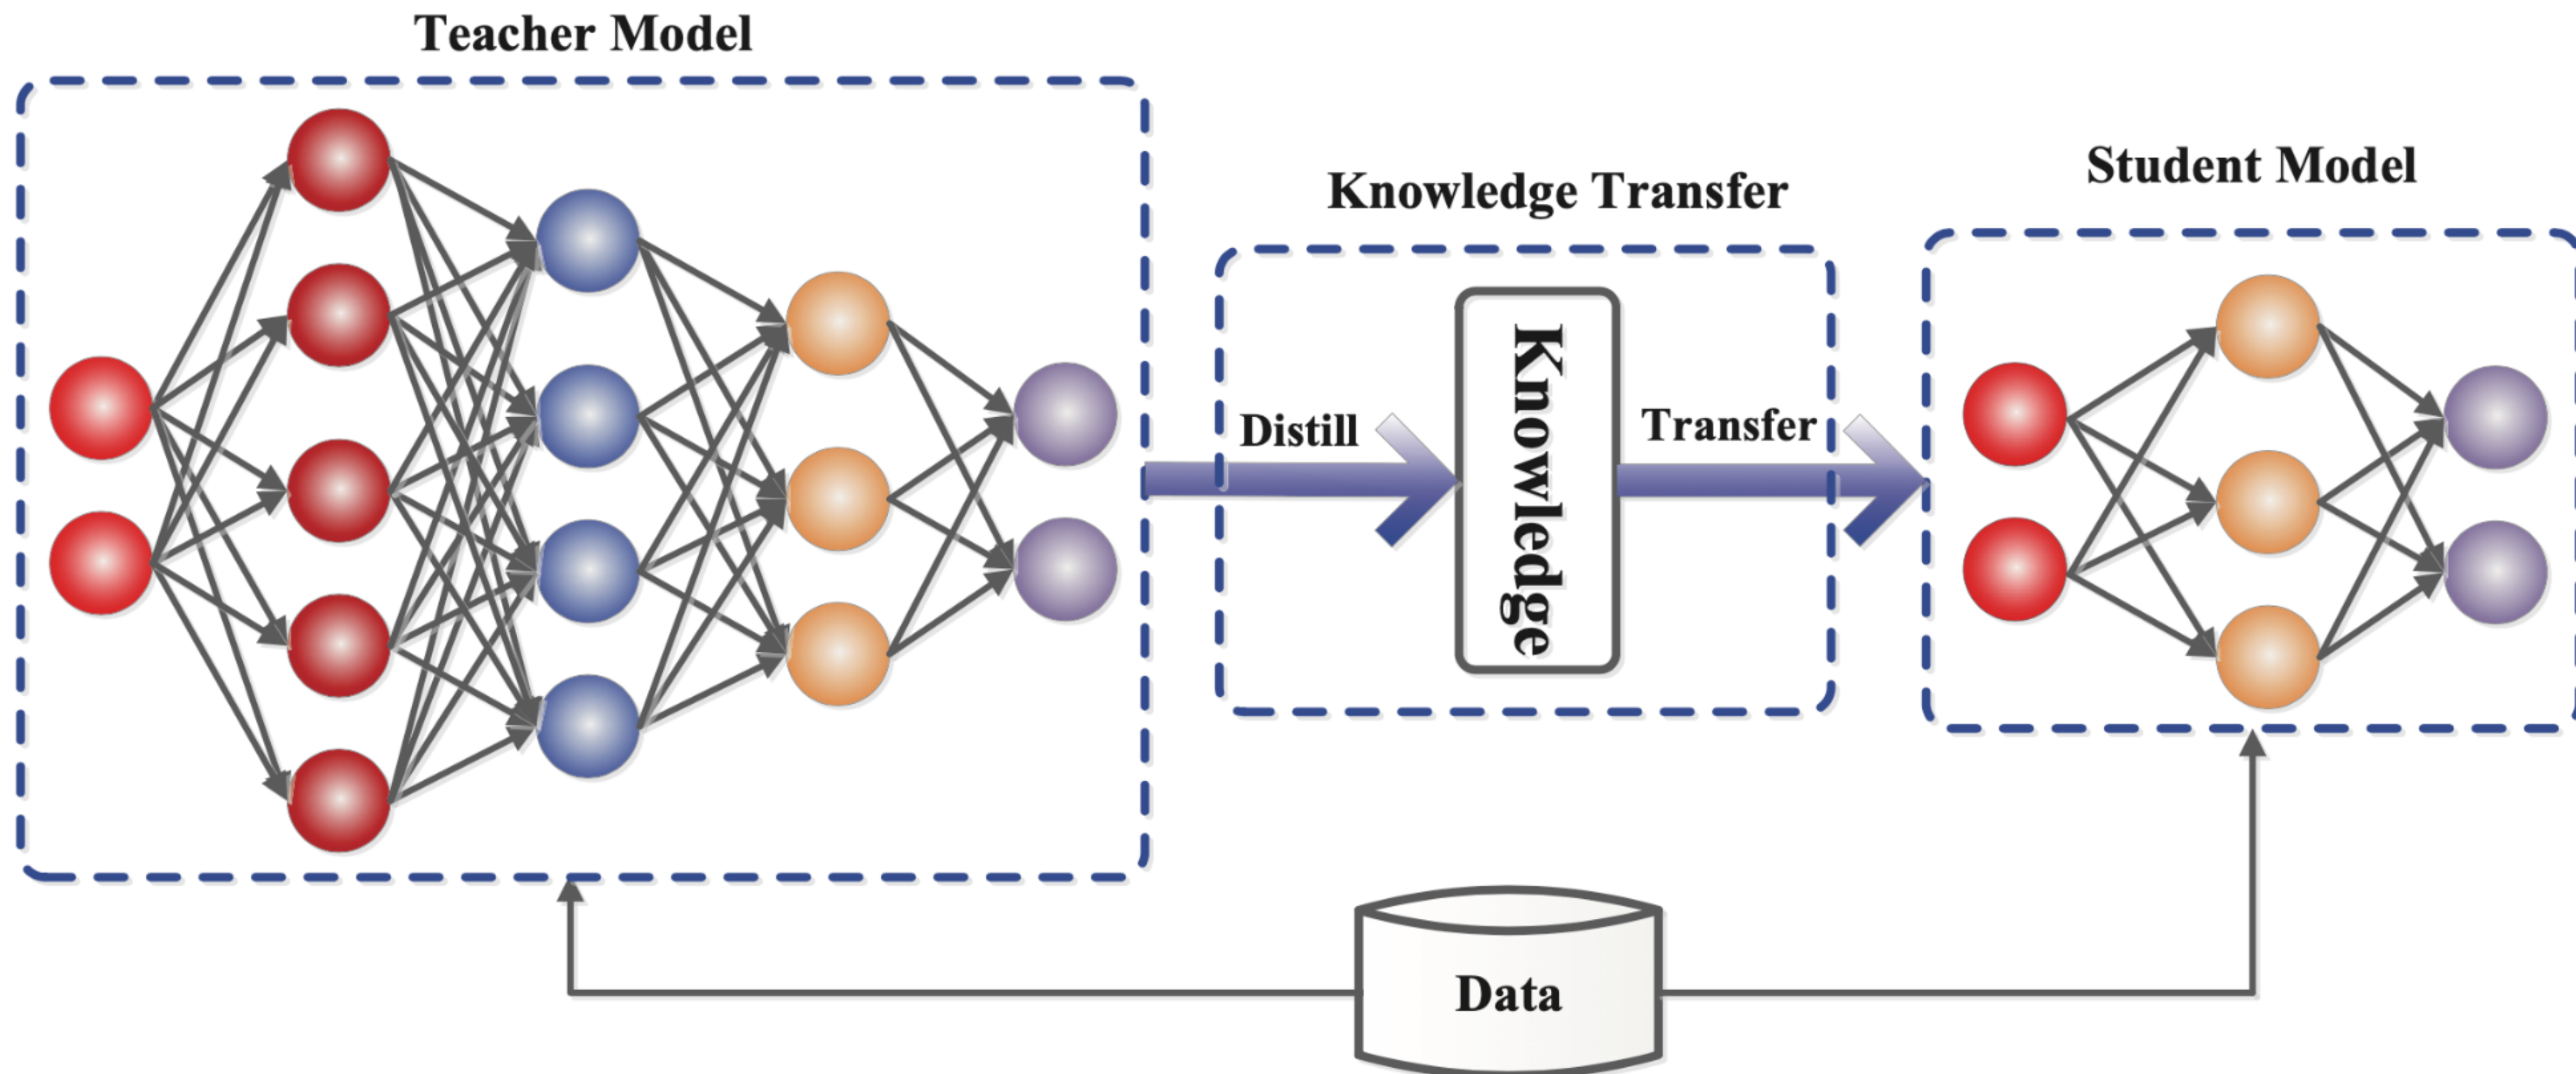 Teacher Model
Knowledge Transfer
Student Model
Distill
Knowledge
Transfer
Data